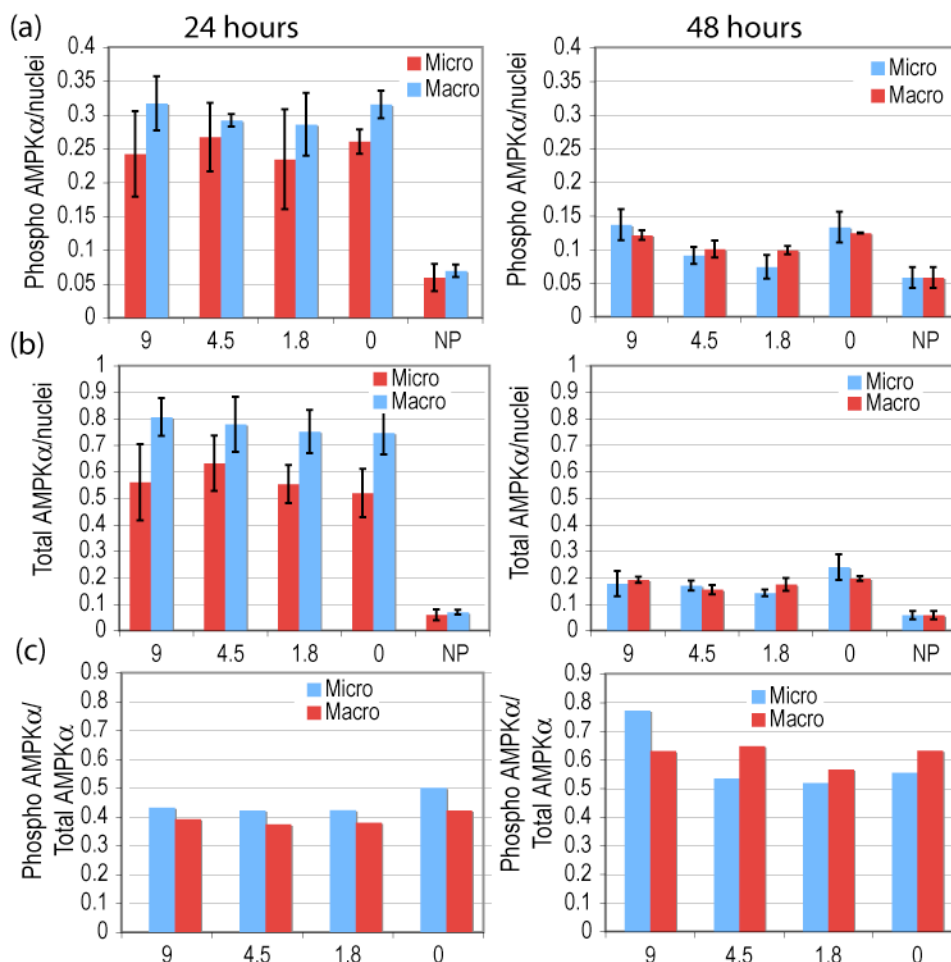 (a) 24 hours 48 hours
Phospho AMPKα/nuclei
0.4
0.35
0.3
0.25
0.2
0.15
0.1
0.05
0
Micro
Macro
9 4.5 1.8 0 NP
Phospho AMPKα/nuclei
0.4
0.35
0.3
0.25
0.2
0.15
0.1
0.05
0
Micro
Macro
9 4.5 1.8 0 NP
(b)
Total AMPKα/nuclei
1
0.9
0.8
0.7
0.6
0.5
0.4
0.3
0.2
0.1
0
Micro
Macro
9 4.5 1.8 0 NP
Total AMPKα/nuclei
1
0.9
0.8
0.7
0.6
0.5
0.4
0.3
0.2
0.1
0
Micro
Macro
9 4.5 1.8 0 NP
(c)
Phospho AMPKα/
Total AMPKα
0.9
0.8
0.7
0.6
0.5
0.4
0.3
0.2
0.1
0
Micro
Macro
9 4.5 1.8 0
Phospho AMPKα/
Total AMPKα
0.9
0.8
0.7
0.6
0.5
0.4
0.3
0.2
0.1
0
Micro
Macro
9 4.5 1.8 0